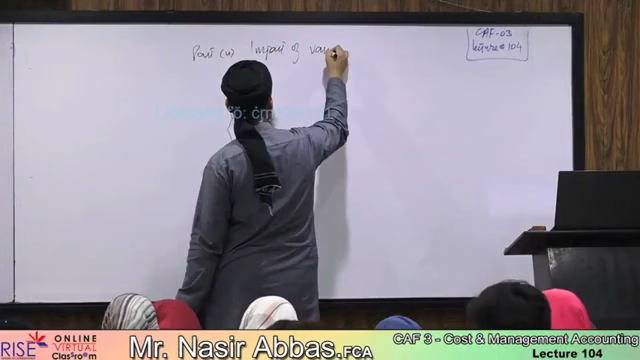 CAF-03
lecture # 104
Part (ii) Impact of
RISE
ONLINE
VIRTUAL
Classroom
Mr. Nasir Abbas.FCA
CAF 3 - Cost & Management Accounting
Lecture 104